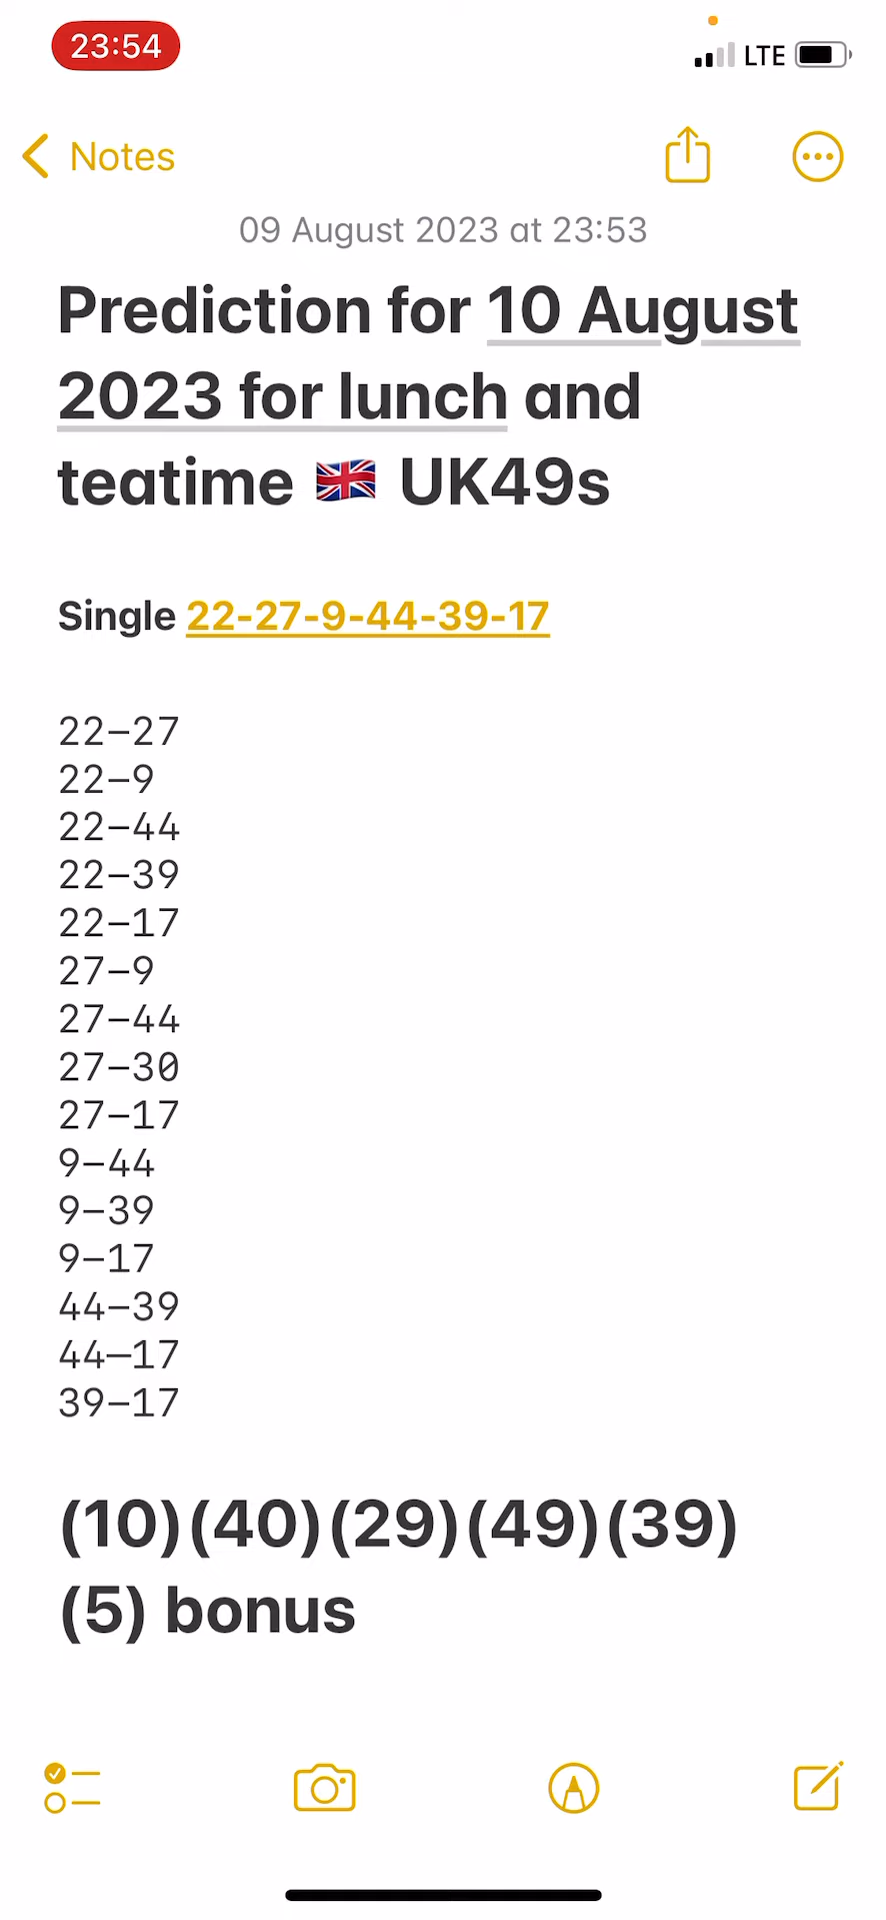 23:54
LTE
Notes
09 August 2023 at 23:53
Prediction for 10 August
2023 for lunch and
teatime 🇬🇧 UK49s
Single 22-27-9-44-39-17
22–27
22–9
22–44
22–39
22–17
27–9
27–44
27–30
27–17
9–44
9–39
9–17
44–39
44—17
39–17
(10)(40)(29)(49)(39)
(5) bonus